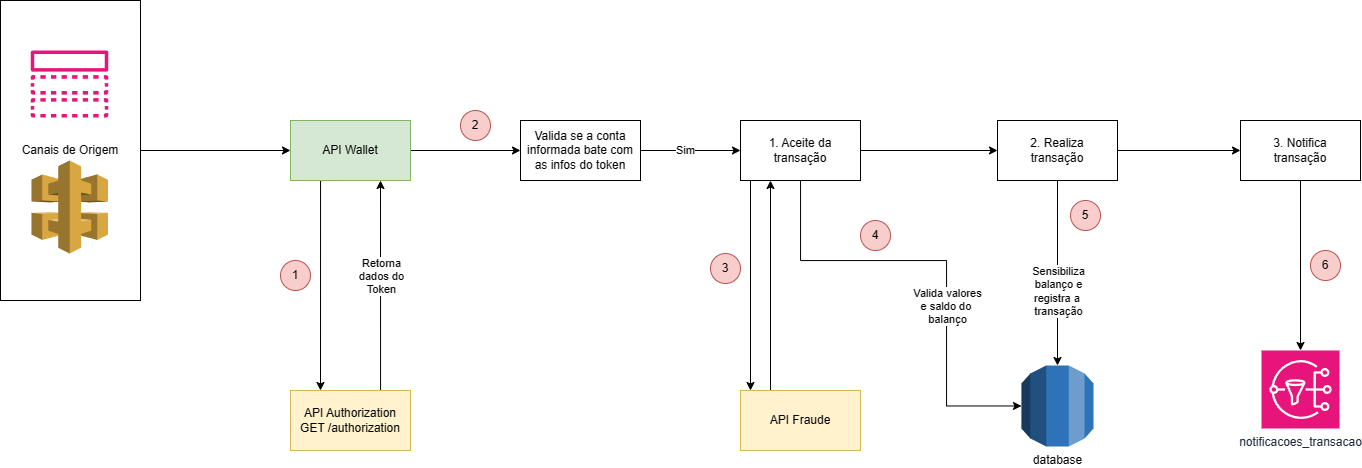 Canais de Origem
API Wallet
2
Valida se a conta
informada bate com
as infos do token
Sim
1. Aceite da
transação
2. Realiza
transação
3. Notifica
transação
1
Retorna
dados do
Token
3
4
5
6
Valida valores
e saldo do
balanço
Sensibiliza
balanço e
registra a
transação
API Authorization
GET /authorization
API Fraude
database
notificacoes_transacao